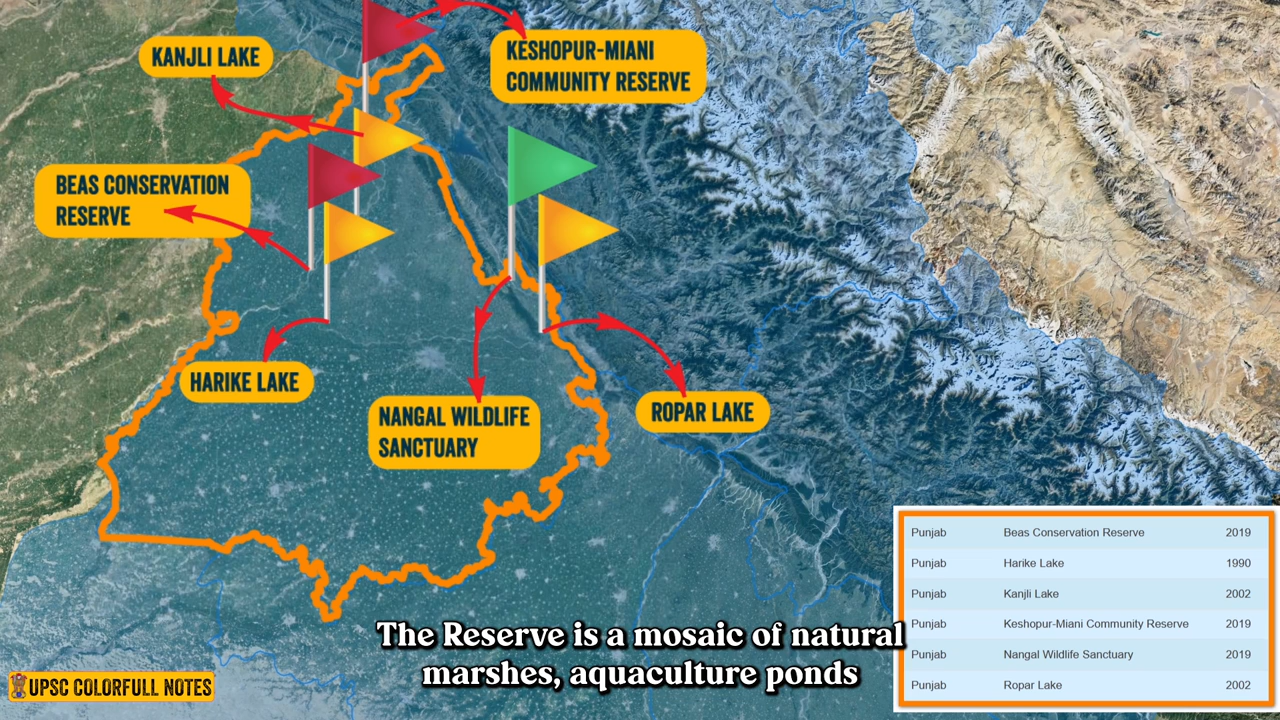 KANJLI LAKE
KESHOPUR-MIANI
COMMUNITY RESERVE
BEAS CONSERVATION
RESERVE
HARIKE LAKE
NANGAL WILDLIFE
SANCTUARY
ROPAR LAKE
Punjab Beas Conservation Reserve 2019
Punjab Harike Lake 1990
Punjab Kanjli Lake 2002
Punjab Keshopur-Miani Community Reserve 2019
Punjab Nangal Wildlife Sanctuary 2019
Punjab Ropar Lake 2002
The Reserve is a mosaic of natural
marshes, aquaculture ponds
UPSC COLORFULL NOTES